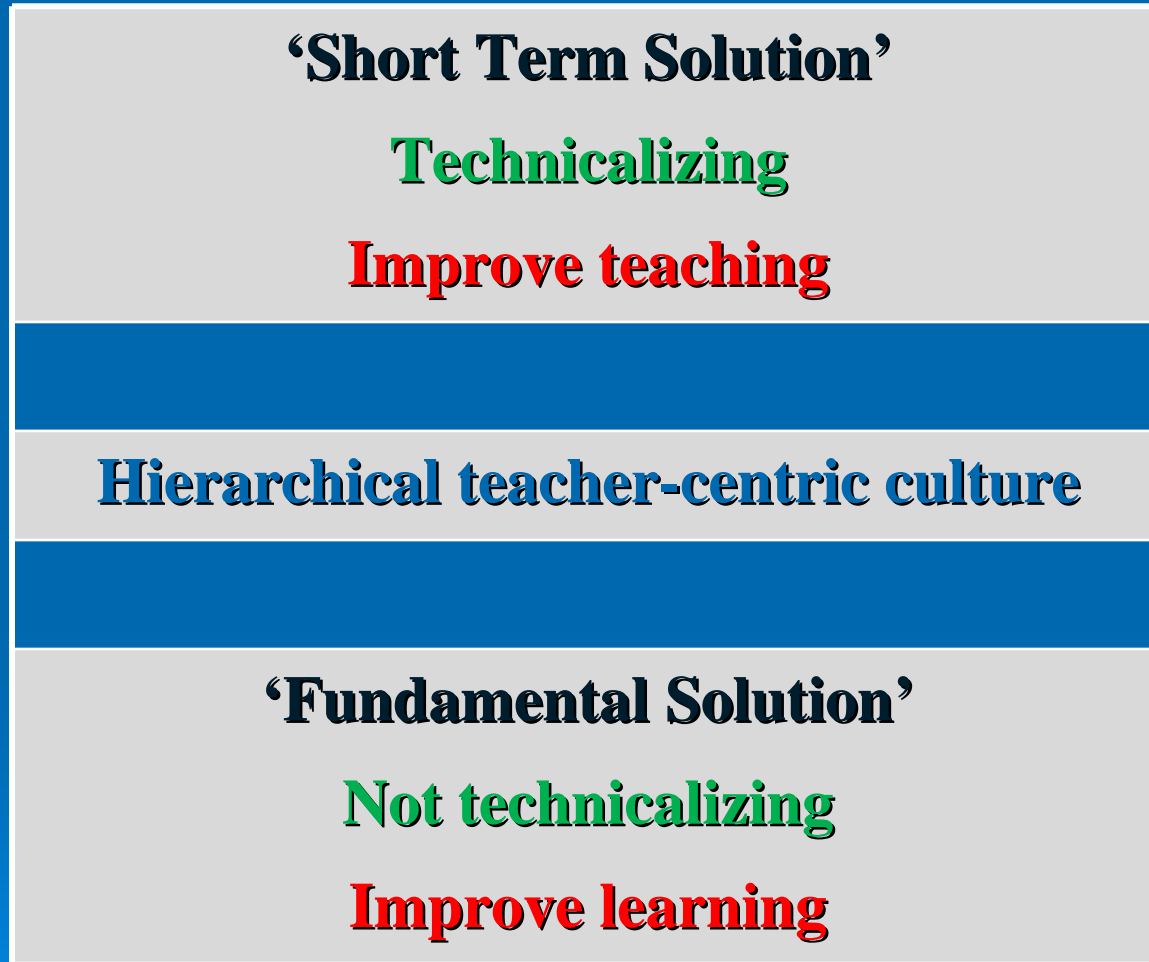 ‘Short Term Solution’
Technicalizing
Improve teaching
Hierarchical teacher-centric culture
‘Fundamental Solution’
Not technicalizing
Improve learning